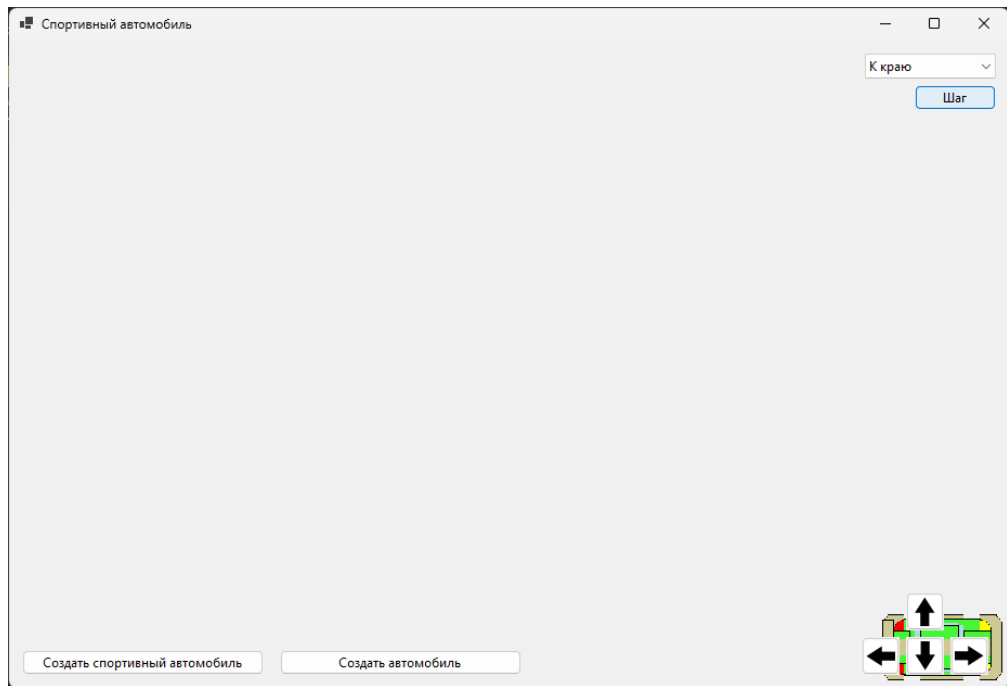 Спортивный автомобиль
К краю
Шаг
Создать спортивный автомобиль
Создать автомобиль